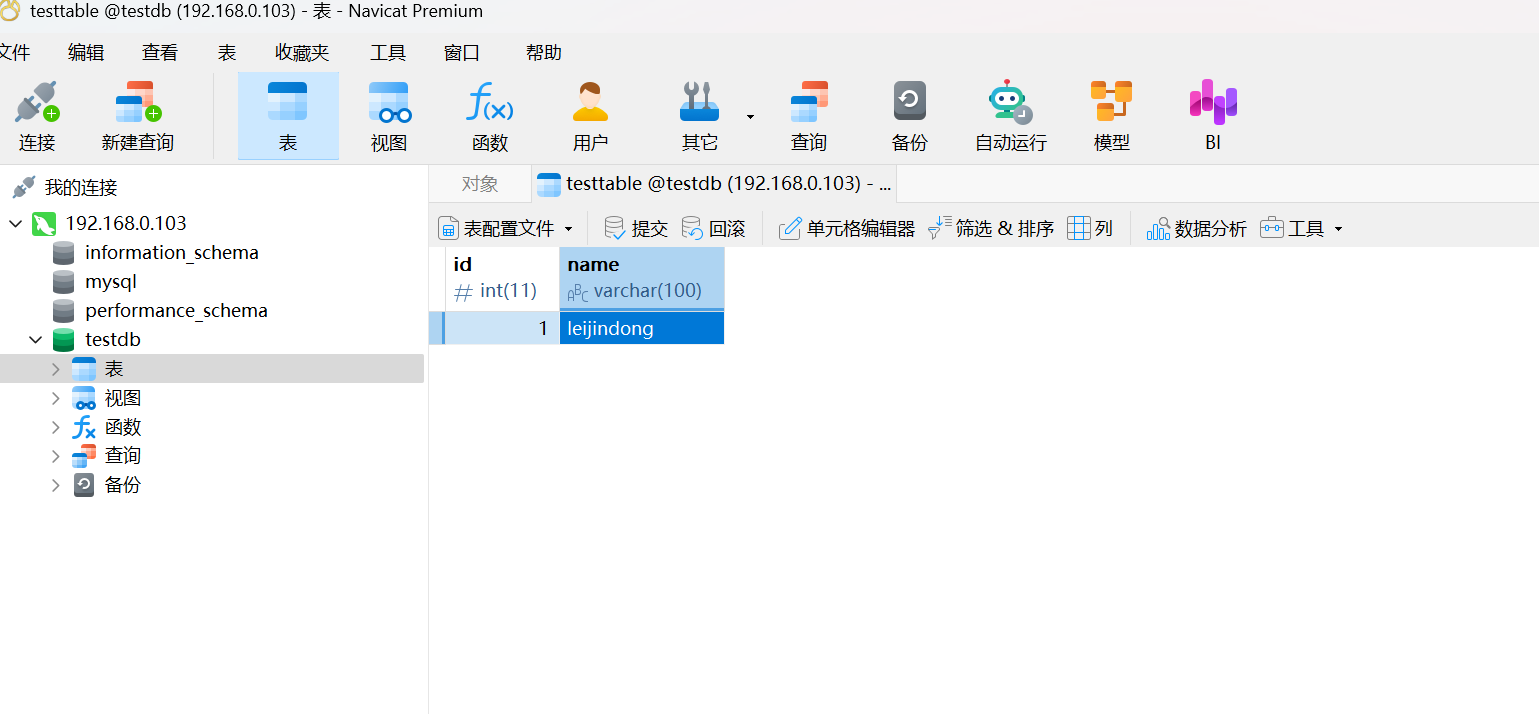 testtable @testdb (192.168.0.103) - 表 - Navicat Premium
文件 编辑 查看 表 收藏夹 工具 窗口 帮助
连接 新建查询 表 视图 函数 用户 其它 查询 备份 自动运行 模型 BI
我的连接
192.168.0.103
information_schema
mysql
performance_schema
testdb
表
视图
函数
查询
备份
对象 testtable @testdb (192.168.0.103) - ...
表配置文件 提交 回滚 单元格编辑器 筛选 & 排序 列 数据分析 工具
id name
# int(11) ABC varchar(100)
1 leijindong